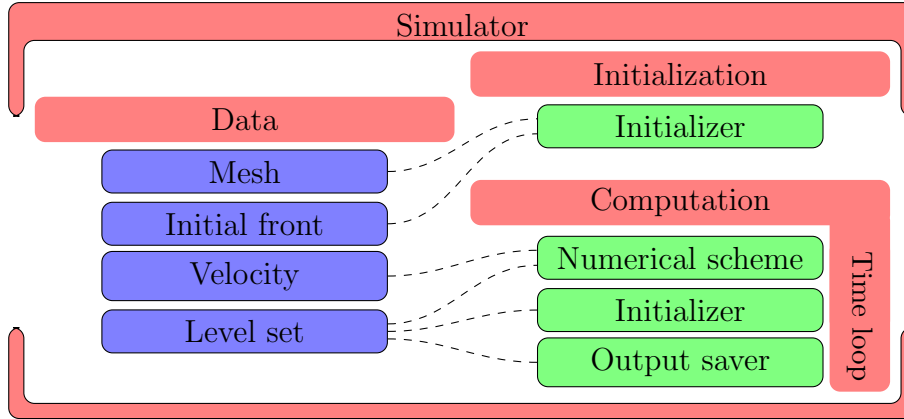 Simulator
Data
Mesh
Initial front
Velocity
Level set
Initialization
Initializer
Computation
Numerical scheme
Initializer
Output saver
Time loop